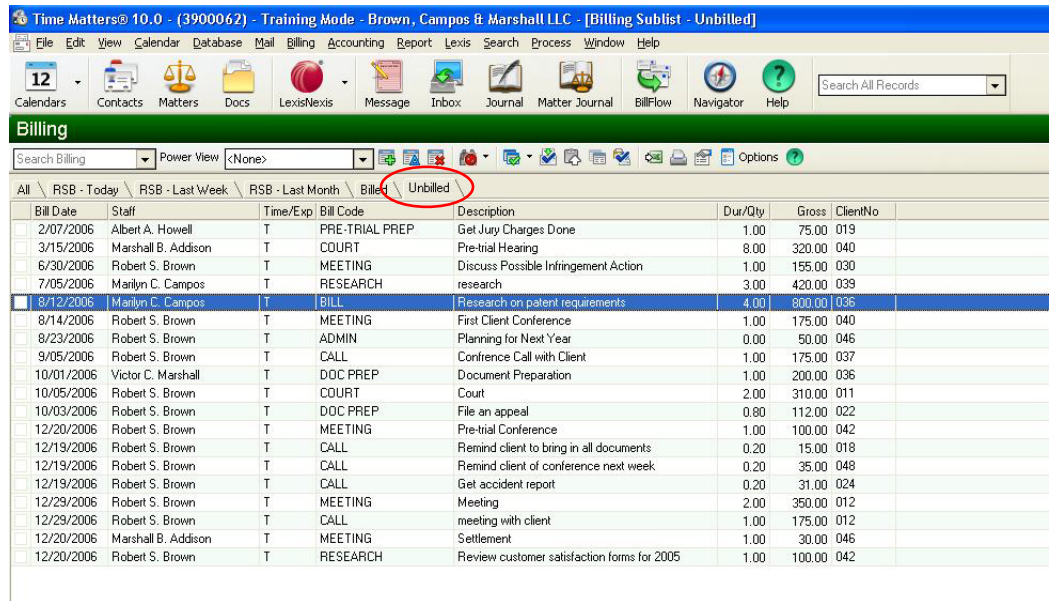 Time Matters® 10.0 - (3900062) - Training Mode - Brown, Campos & Marshall LLC - [Billing Sublist - Unbilled]
File Edit View Calendar Database Mail Billing Accounting Report Lexis Search Process Window Help
12
Calendars Contacts Matters Docs LexisNexis Message Inbox Journal Matter Journal BillFlow Navigator Help Search All Records
Billing
Search Billing Power View <None> Options
All RSB - Today RSB - Last Week RSB - Last Month Billed Unbilled
Bill Date Staff Time/Exp Bill Code Description Dur/Qty Gross ClientNo
2/07/2006 Albert A. Howell T PRE-TRIAL PREP Get Jury Charges Done 1.00 75.00 019
3/15/2006 Marshall B. Addison T COURT Pre-trial Hearing 8.00 320.00 040
6/30/2006 Robert S. Brown T MEETING Discuss Possible Infringement Action 1.00 155.00 030
7/05/2006 Marilyn C. Campos T RESEARCH research 3.00 420.00 039
8/12/2006 Marilyn C. Campos T BILL Research on patent requirements 4.00 800.00 036
8/14/2006 Robert S. Brown T MEETING First Client Conference 1.00 175.00 040
8/23/2006 Robert S. Brown T ADMIN Planning for Next Year 0.00 50.00 046
9/05/2006 Robert S. Brown T CALL Confrence Call with Client 1.00 175.00 037
10/01/2006 Victor C. Marshall T DOC PREP Document Preparation 1.00 200.00 036
10/05/2006 Robert S. Brown T COURT Court 2.00 310.00 011
10/03/2006 Robert S. Brown T DOC PREP File an appeal 0.80 112.00 022
12/20/2006 Robert S. Brown T MEETING Pre-trial Conference 1.00 100.00 042
12/19/2006 Robert S. Brown T CALL Remind client to bring in all documents 0.20 15.00 018
12/19/2006 Robert S. Brown T CALL Remind client of conference next week 0.20 35.00 048
12/19/2006 Robert S. Brown T CALL Get accident report 0.20 31.00 024
12/29/2006 Robert S. Brown T MEETING Meeting 2.00 350.00 012
12/29/2006 Robert S. Brown T CALL meeting with client 1.00 175.00 012
12/20/2006 Marshall B. Addison T MEETING Settlement 1.00 30.00 046
12/20/2006 Robert S. Brown T RESEARCH Review customer satisfaction forms for 2005 1.00 100.00 042